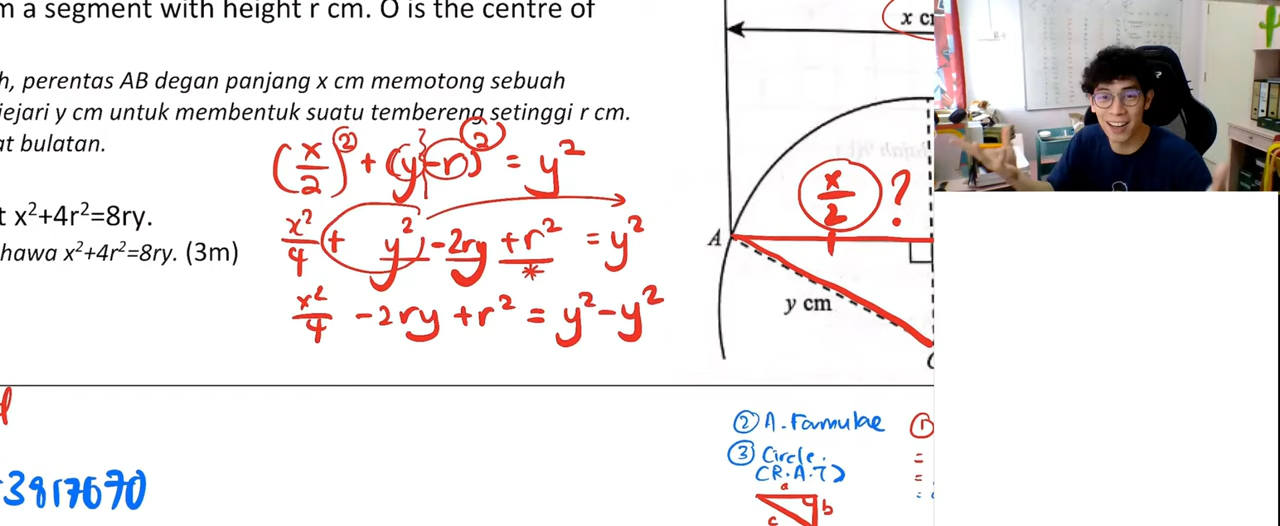 m a segment with height r cm. O is the centre of
h, perentas AB degan panjang x cm memotong sebuah
iejari y cm untuk membentuk suatu tembereng setinggi r cm.
at bulatan.
t x²+4r²=8ry.
hawa x²+4r²=8ry. (3m)
(x/2)² + (y-r)² = y²
x²/4 + y² - 2ry + r² = y²
*
x²/4 - 2ry + r² = y² - y²
x c
x/2 ?
A
y cm
3817670
② A. Formulae
③ Circle.
(R.A.T)
a
b
c
①
=
=